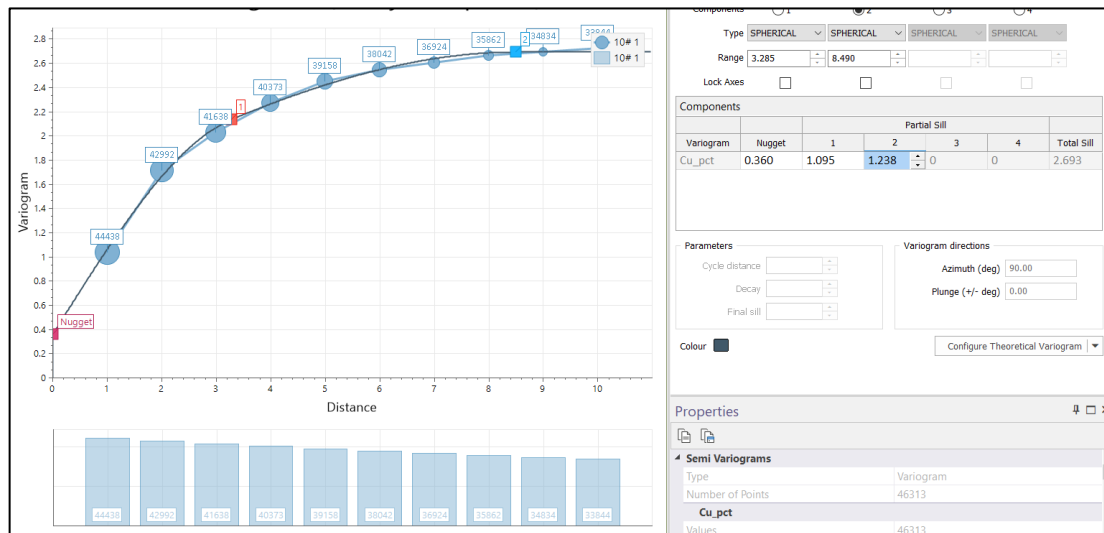 Components 1 2 3 4
Type SPHERICAL SPHERICAL SPHERICAL SPHERICAL
Range 3.285 8.490
Lock Axes
Components
Partial Sill
Variogram Nugget 1 2 3 4 Total Sill
Cu_pct 0.360 1.095 1.238 0 0 2.693
Parameters
Cycle distance
Decay
Final sill
Variogram directions
Azimuth (deg) 90.00
Plunge (+/- deg) 0.00
Colour
Configure Theoretical Variogram
Properties
Semi Variograms
Type Variogram
Number of Points 46313
Cu_pct
Values 46313
Variogram
2.8
2.6
2.4
2.2
2
1.8
1.6
1.4
1.2
1
0.8
0.6
0.4
0.2
0
0 1 2 3 4 5 6 7 8 9 10
Distance
Nugget
44438
42992
41638
1
40373
39158
38042
36924
35862
2
34834
33844
10# 1
10# 1
44438 42992 41638 40373 39158 38042 36924 35862 34834 33844